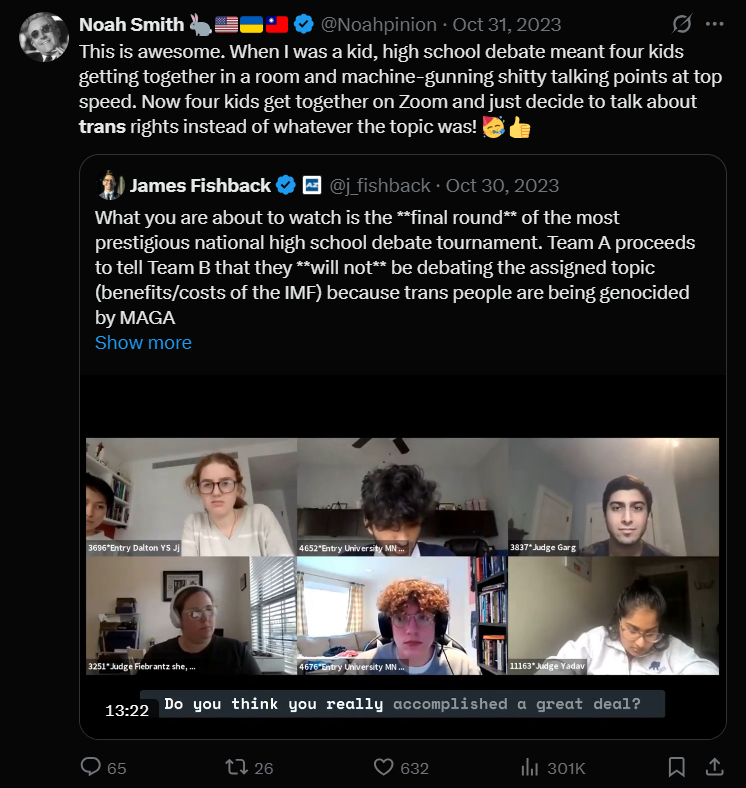 Noah Smith 🐇🇺🇸🇺🇦🇹🇼 @Noahpinion · Oct 31, 2023
This is awesome. When I was a kid, high school debate meant four kids
getting together in a room and machine-gunning shitty talking points at top
speed. Now four kids get together on Zoom and just decide to talk about
trans rights instead of whatever the topic was! 🥳👍
James Fishback @j_fishback · Oct 30, 2023
What you are about to watch is the **final round** of the most
prestigious national high school debate tournament. Team A proceeds
to tell Team B that they **will not** be debating the assigned topic
(benefits/costs of the IMF) because trans people are being genocided
by MAGA
Show more
3696*Entry Dalton YS Jj
4652*Entry University MN ...
3837*Judge Garg
3251*Judge Fiebrantz she, ...
4676*Entry University MN ...
11163*Judge Yadav
13:22
Do you think you really accomplished a great deal?
65 26 632 301K